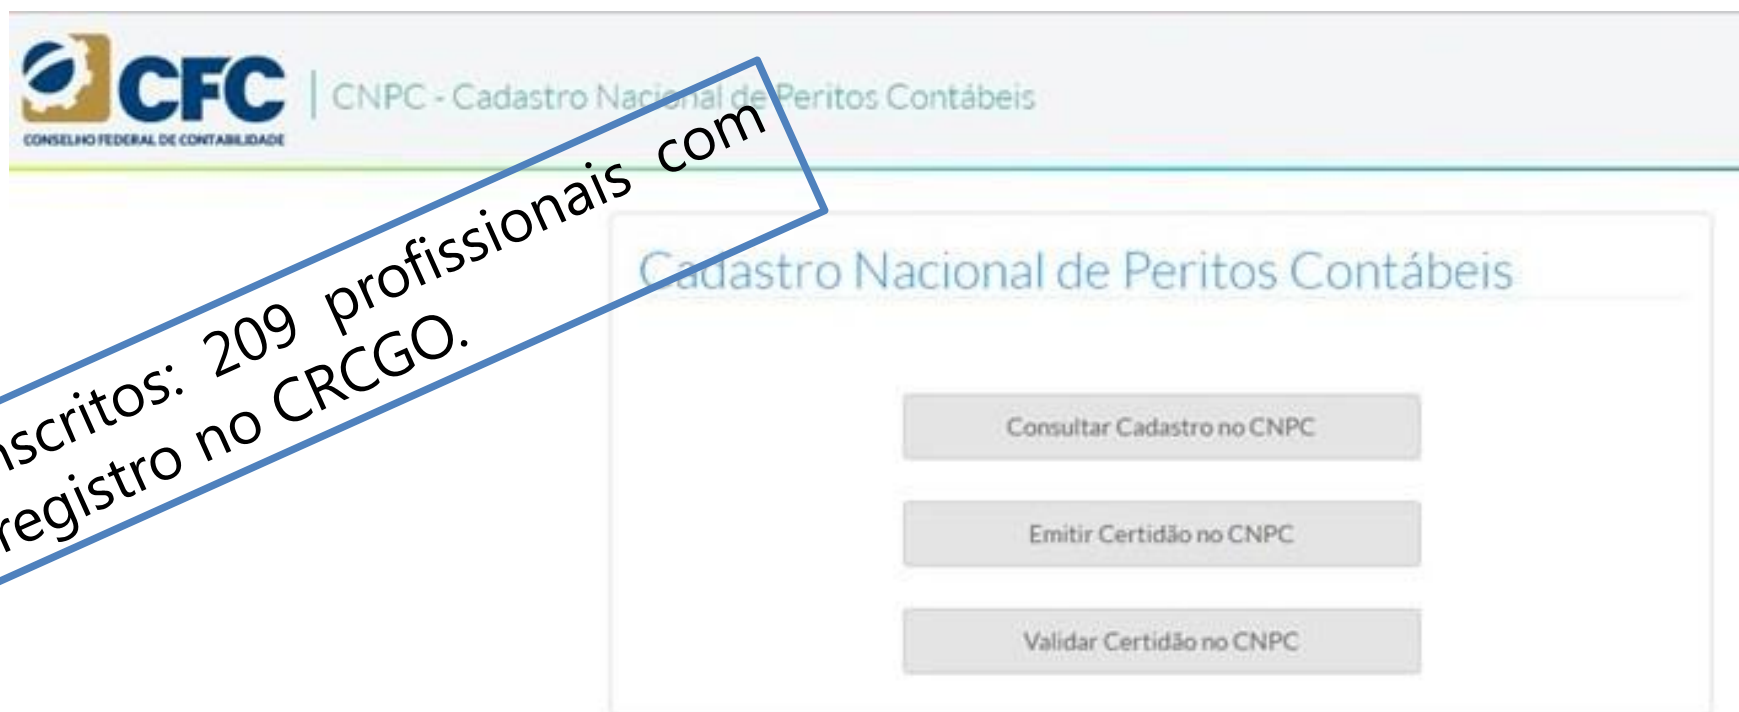 CFC
CONSELHO FEDERAL DE CONTABILIDADE
CNPC - Cadastro Nacional de Peritos Contábeis
nscritos: 209 profissionais com
registro no CRCGO.
Cadastro Nacional de Peritos Contábeis
Consultar Cadastro no CNPC
Emitir Certidão no CNPC
Validar Certidão no CNPC